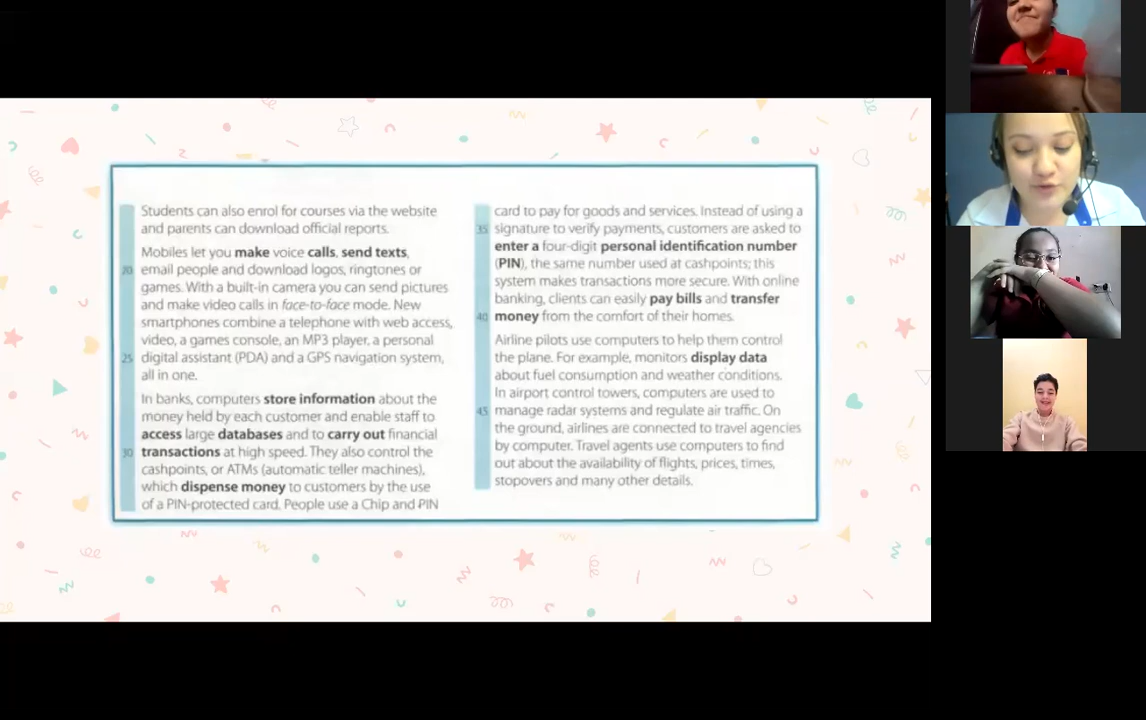 Students can also enrol for courses via the website
and parents can download official reports.
Mobiles let you make voice calls, send texts,
20 email people and download logos, ringtones or
games. With a built-in camera you can send pictures
and make video calls in face-to-face mode. New
smartphones combine a telephone with web access,
video, a games console, an MP3 player, a personal
25 digital assistant (PDA) and a GPS navigation system,
all in one.
In banks, computers store information about the
money held by each customer and enable staff to
access large databases and to carry out financial
30 transactions at high speed. They also control the
cashpoints, or ATMs (automatic teller machines),
which dispense money to customers by the use
of a PIN-protected card. People use a Chip and PIN
card to pay for goods and services. Instead of using a
35 signature to verify payments, customers are asked to
enter a four-digit personal identification number
(PIN), the same number used at cashpoints; this
system makes transactions more secure. With online
banking, clients can easily pay bills and transfer
40 money from the comfort of their homes.
Airline pilots use computers to help them control
the plane. For example, monitors display data
about fuel consumption and weather conditions.
In airport control towers, computers are used to
45 manage radar systems and regulate air traffic. On
the ground, airlines are connected to travel agencies
by computer. Travel agents use computers to find
out about the availability of flights, prices, times,
stopovers and many other details.